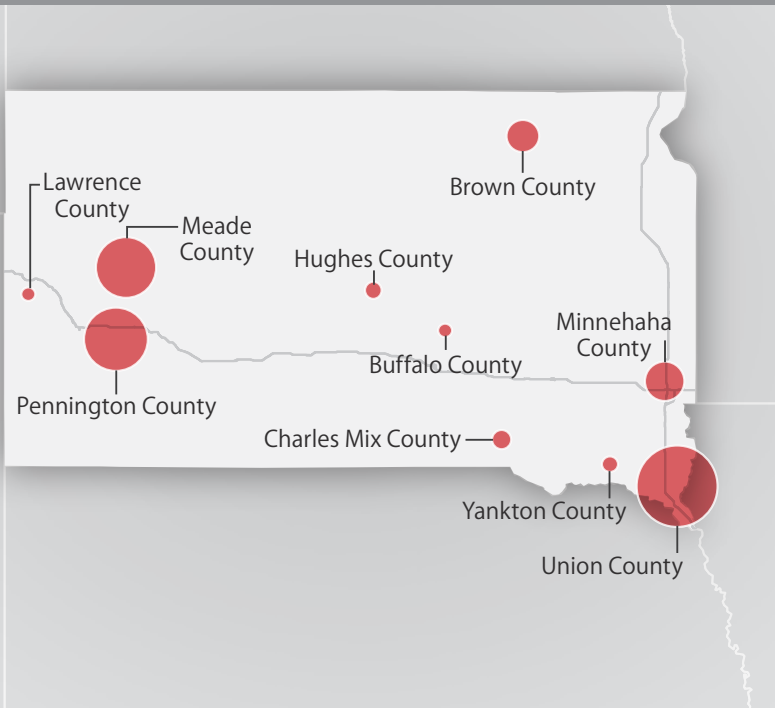 Lawrence
County
Meade
County
Brown County
Hughes County
Minnehaha
County
Buffalo County
Pennington County
Charles Mix County
Yankton County
Union County